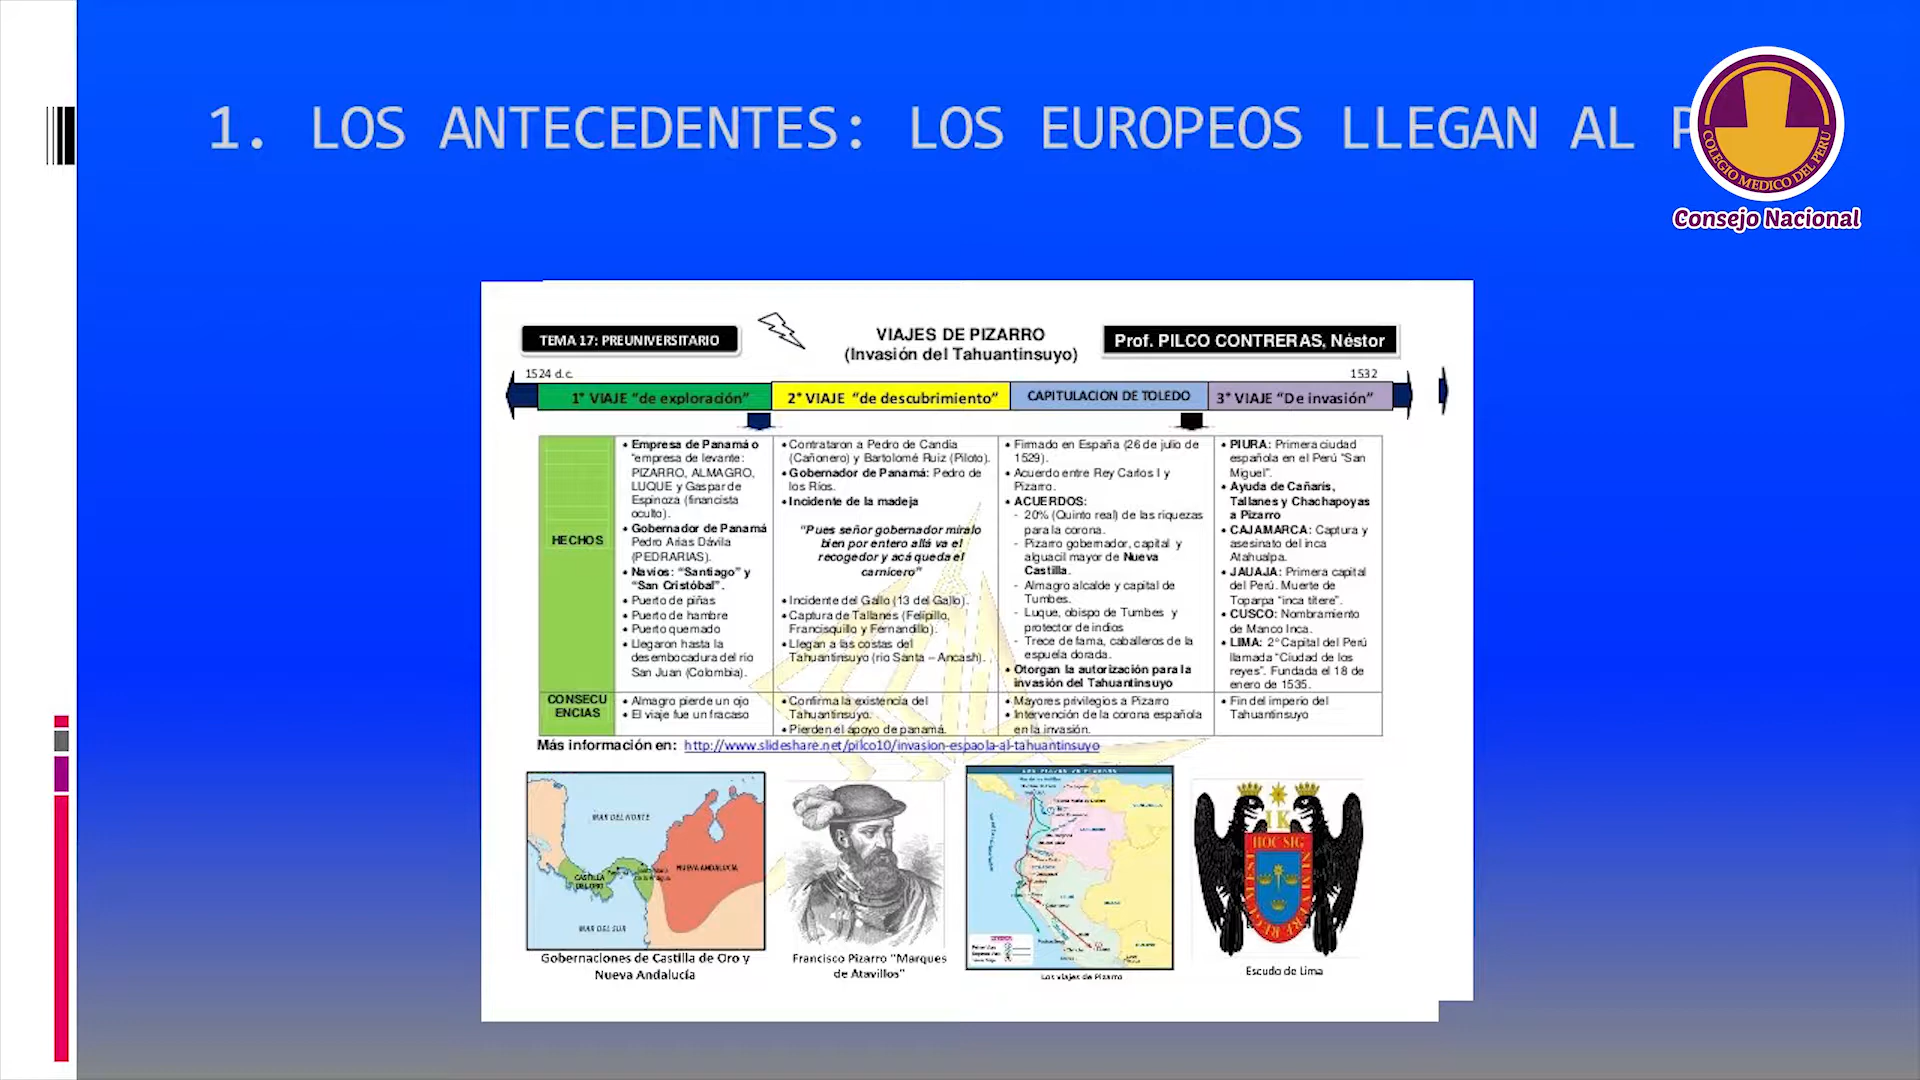 1. LOS ANTECEDENTES: LOS EUROPEOS LLEGAN AL P
COLEGIO MEDICO DEL PERU
Consejo Nacional
TEMA 17: PREUNIVERSITARIO
VIAJES DE PIZARRO
(Invasión del Tahuantinsuyo)
Prof. PILCO CONTRERAS, Néstor
1524 d.c.
1532
1° VIAJE "de exploración"
2° VIAJE "de descubrimiento"
CAPITULACION DE TOLEDO
3° VIAJE "De invasión"
HECHOS
• Empresa de Panamá o
"empresa de levante:
PIZARRO, ALMAGRO,
LUQUE y Gaspar de
Espinoza (financista
oculto).
• Gobernador de Panamá
Pedro Arias Dávila
(PEDRARIAS).
• Navíos: "Santiago" y
"San Cristóbal".
• Puerto de piñas
• Puerto de hambre
• Puerto quemado
• Llegaron hasta la
desembocadura del río
San Juan (Colombia).
• Contrataron a Pedro de Candia
(Cañonero) y Bartolomé Ruiz (Piloto).
• Gobernador de Panamá: Pedro de
los Ríos.
• Incidente de la madeja
"Pues señor gobernador míralo
bien por entero allá va el
recogedor y acá queda el
carnicero"
• Incidente del Gallo (13 del Gallo).
• Captura de Tallanes (Felipillo,
Francisquillo y Fernandillo).
• Llegan a las costas del
Tahuantinsuyo (río Santa – Ancash).
• Firmado en España (26 de julio de
1529).
• Acuerdo entre Rey Carlos I y
Pizarro.
• ACUERDOS:
- 20% (Quinto real) de las riquezas
para la corona.
- Pizarro gobernador, capital y
alguacil mayor de Nueva
Castilla.
- Almagro alcalde y capital de
Tumbes.
- Luque, obispo de Tumbes y
protector de indios
- Trece de fama, caballeros de la
espuela dorada.
• Otorgan la autorización para la
invasión del Tahuantinsuyo
• PIURA: Primera ciudad
española en el Perú "San
Miguel".
• Ayuda de Cañaris,
Tallanes y Chachapoyas
a Pizarro
• CAJAMARCA: Captura y
asesinato del inca
Atahualpa.
• JAUAJA: Primera capital
del Perú. Muerte de
Toparpa "inca títere".
• CUSCO: Nombramiento
de Manco Inca.
• LIMA: 2° Capital del Perú
llamada "Ciudad de los
reyes". Fundada el 18 de
enero de 1535.
CONSECU
ENCIAS
• Almagro pierde un ojo
• El viaje fue un fracaso
• Confirma la existencia del
Tahuantinsuyo.
• Pierden el apoyo de panamá.
• Mayores privilegios a Pizarro
• Intervención de la corona española
en la invasión.
• Fin del imperio del
Tahuantinsuyo
Más información en: http://www.slideshare.net/pilco10/invasion-espaola-al-tahuantinsuyo
MAR DEL NORTE
NUEVA ANDALUCÍA
CASTILLA
DEL ORO
MAR DEL SUR
LOS VIAJES DE PIZARRO
I K
HOC SIG
Gobernaciones de Castilla de Oro y
Nueva Andalucía
Francisco Pizarro "Marques
de Atavillos"
Los viajes de Pizarro
Escudo de Lima